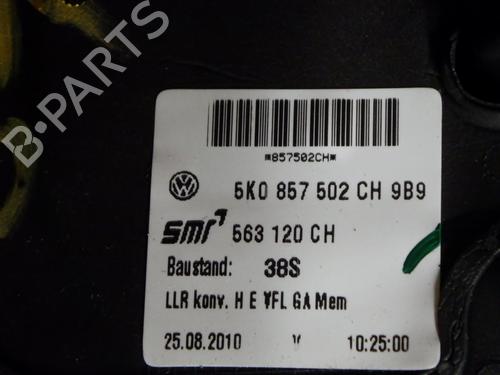 *857502CH*
5K0 857 502 CH 9B9
smr 563 120 CH
Baustand: 38S
LLR konv. H E VFL GA Mem
25.08.2010 V 10:25:00
B-PARTS